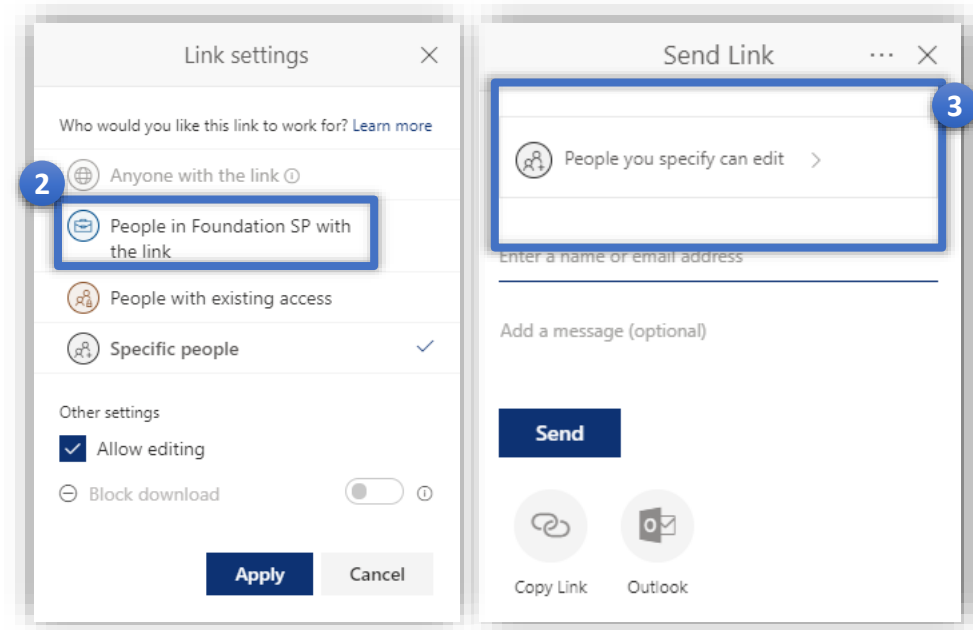 Link settings
Who would you like this link to work for? Learn more
2
Anyone with the link
People in Foundation SP with
the link
People with existing access
Specific people
Other settings
Allow editing
Block download
Apply Cancel
Send Link
3
People you specify can edit
Enter a name or email address
Add a message (optional)
Send
Copy Link Outlook